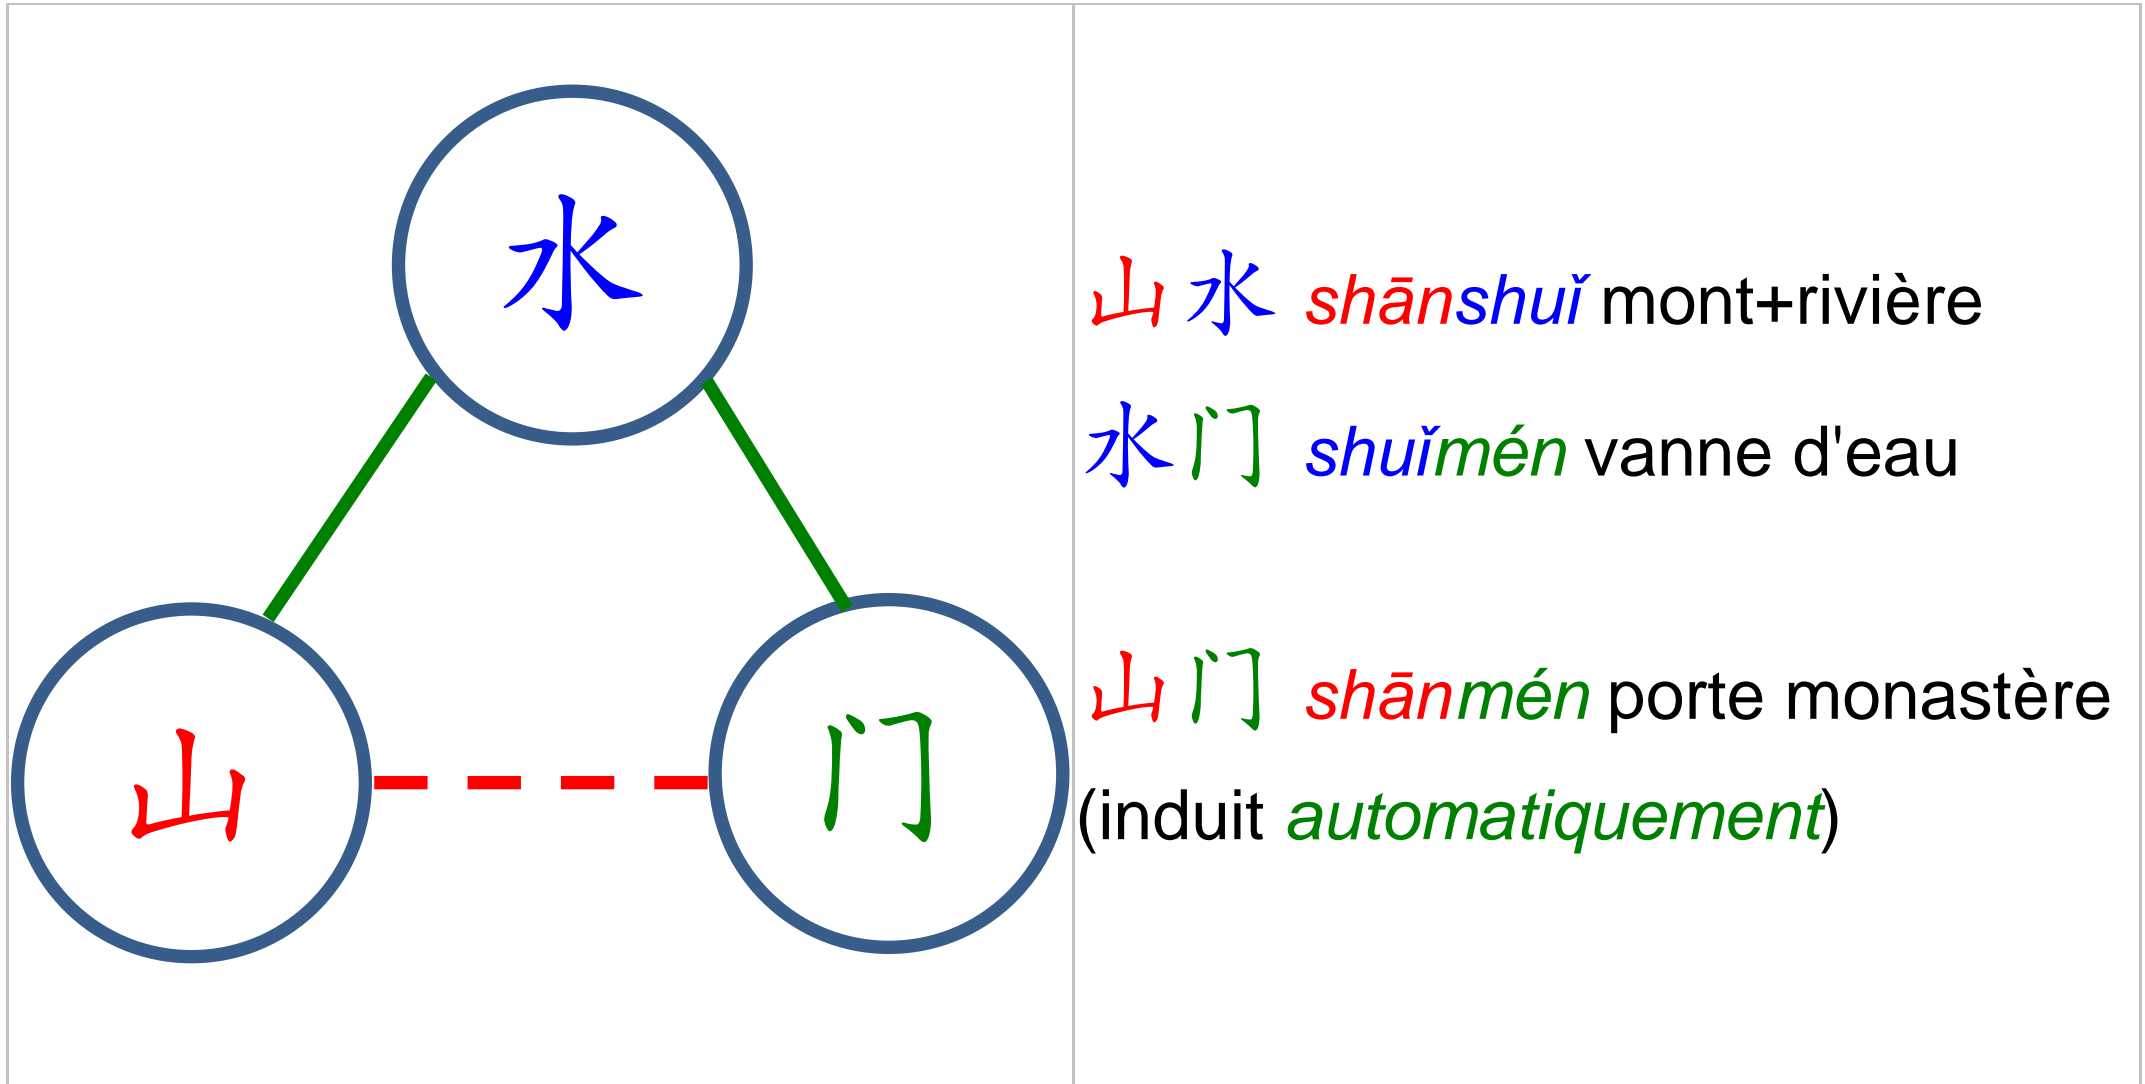 水
山
门
山水 shānshuǐ mont+rivière
水门 shuǐmén vanne d'eau
山门 shānmén porte monastère
(induit automatiquement)